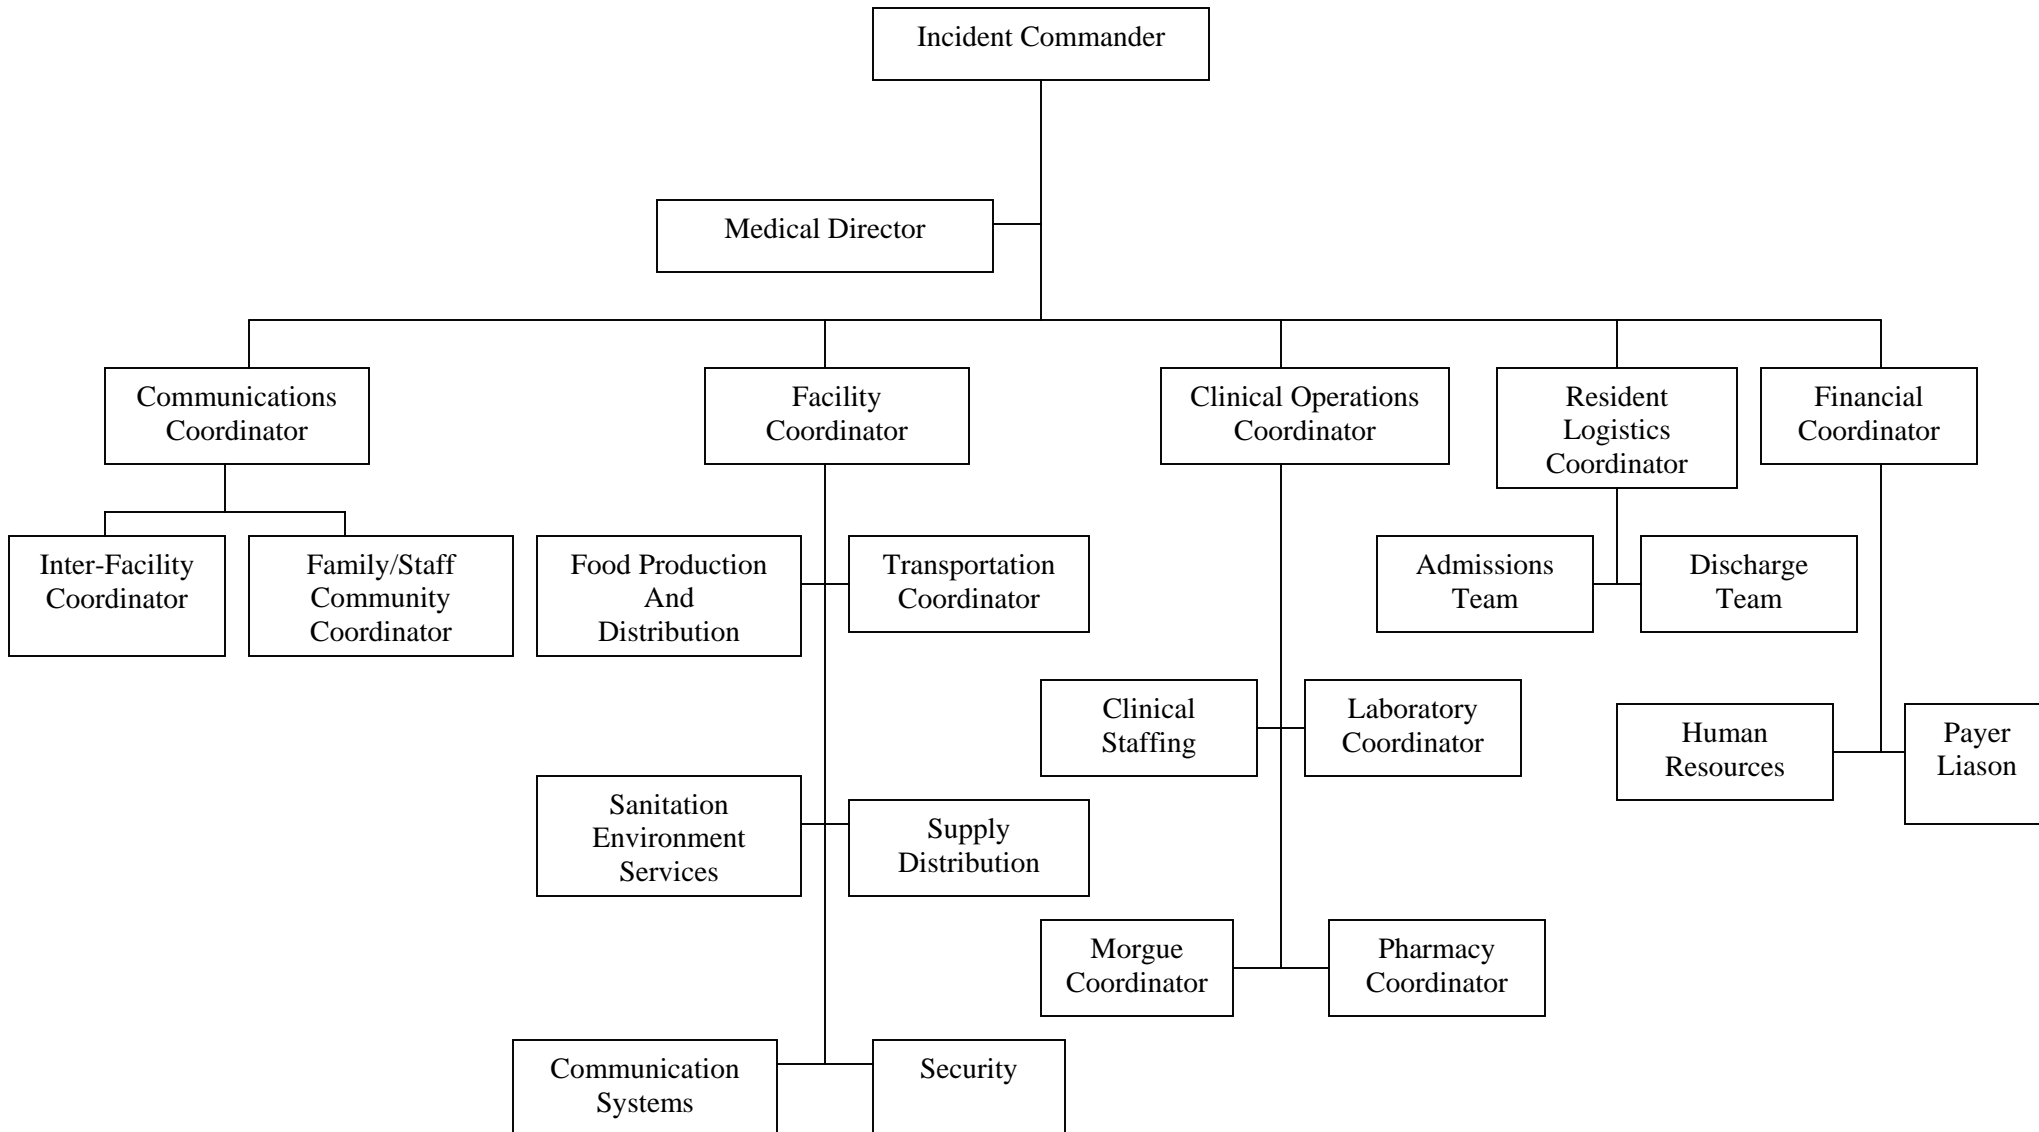 Incident Commander
Medical Director
Communications
Coordinator
Facility
Coordinator
Clinical Operations
Coordinator
Resident
Logistics
Coordinator
Financial
Coordinator
Inter-Facility
Coordinator
Family/Staff
Community
Coordinator
Food Production
And
Distribution
Transportation
Coordinator
Admissions
Team
Discharge
Team
Clinical
Staffing
Laboratory
Coordinator
Human
Resources
Payer
Liason
Sanitation
Environment
Services
Supply
Distribution
Morgue
Coordinator
Pharmacy
Coordinator
Communication
Systems
Security